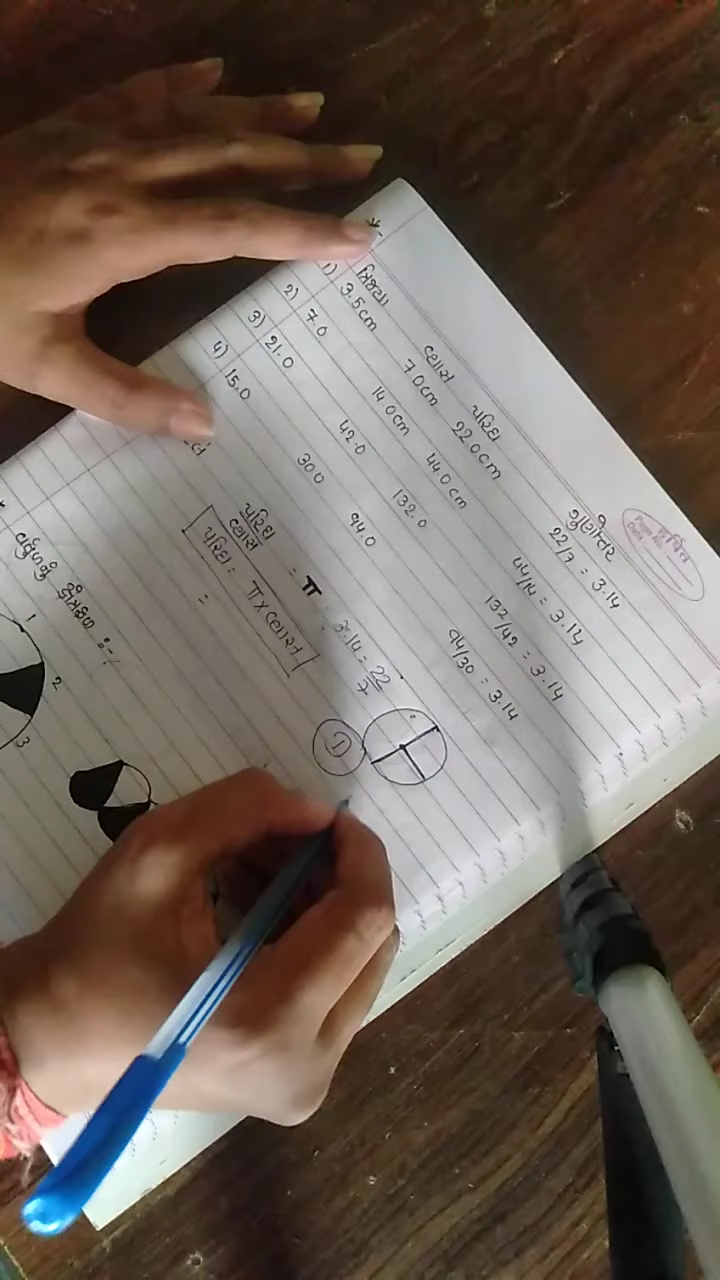 *
ત્રિજ્યા વ્યાસ પરિઘ ગુણોત્તર
1) 3.5cm 7.0cm 22.0cm 22/7 = 3.14
2) 7.0 14.0cm 44.0cm 44/14 = 3.14
3) 21.0 42.0 132.0 132/42 = 3.14
4) 15.0 30.0 94.0 94/30 = 3.14
પરિઘ/વ્યાસ = π = 3.14 = 22/7
પરિઘ = π x વ્યાસ
=
વર્તુળનું ક્ષેત્રફળ :-
1
2
3
Page No.
Date